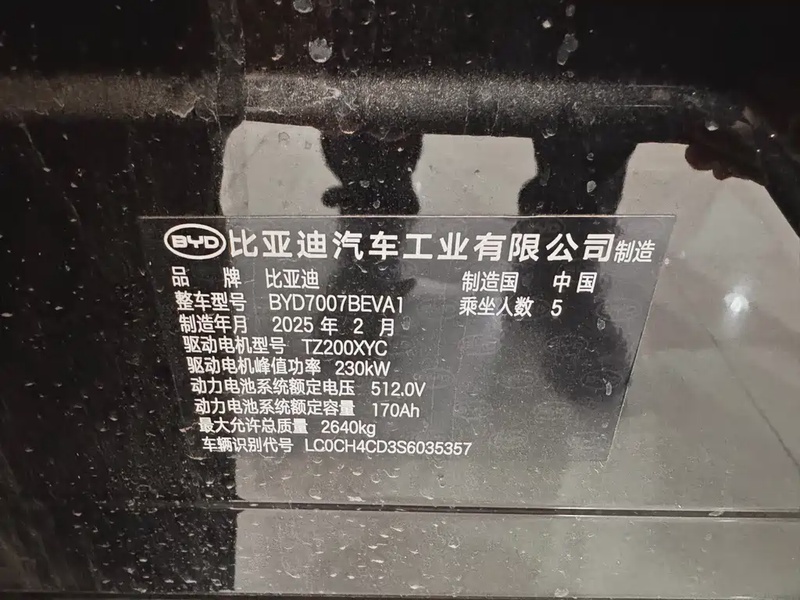 BYD 比亚迪汽车工业有限公司制造
品 牌 比亚迪 制造国 中国
整车型号 BYD7007BEVA1 乘坐人数 5
制造年月 2025 年 2 月
驱动电机型号 TZ200XYC
驱动电机峰值功率 230kW
动力电池系统额定电压 512.0V
动力电池系统额定容量 170Ah
最大允许总质量 2640kg
车辆识别代号 LC0CH4CD3S6035357